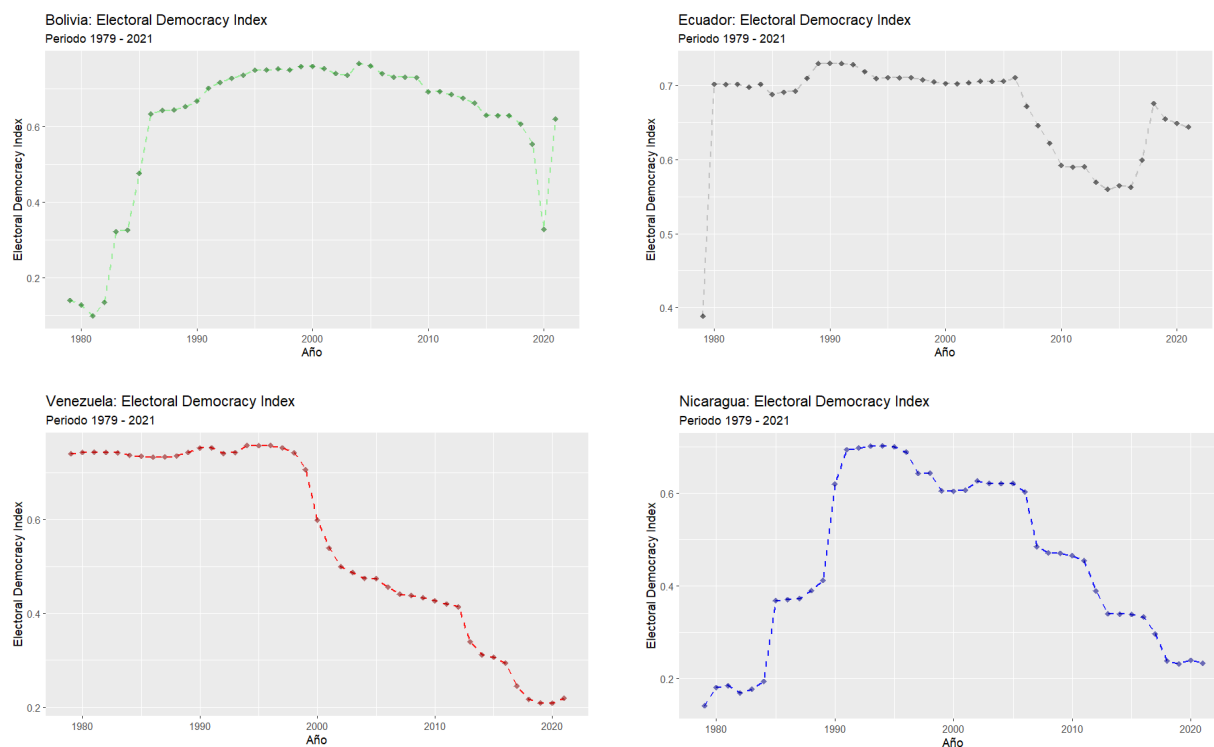 Bolivia: Electoral Democracy Index
Periodo 1979 - 2021
Electoral Democracy Index
0.6
0.4
0.2
1980 1990 2000 2010 2020
Año
Ecuador: Electoral Democracy Index
Periodo 1979 - 2021
Electoral Democracy Index
0.7
0.6
0.5
0.4
1980 1990 2000 2010 2020
Año
Venezuela: Electoral Democracy Index
Periodo 1979 - 2021
Electoral Democracy Index
0.6
0.4
0.2
1980 1990 2000 2010 2020
Año
Nicaragua: Electoral Democracy Index
Periodo 1979 - 2021
Electoral Democracy Index
0.6
0.4
0.2
1980 1990 2000 2010 2020
Año